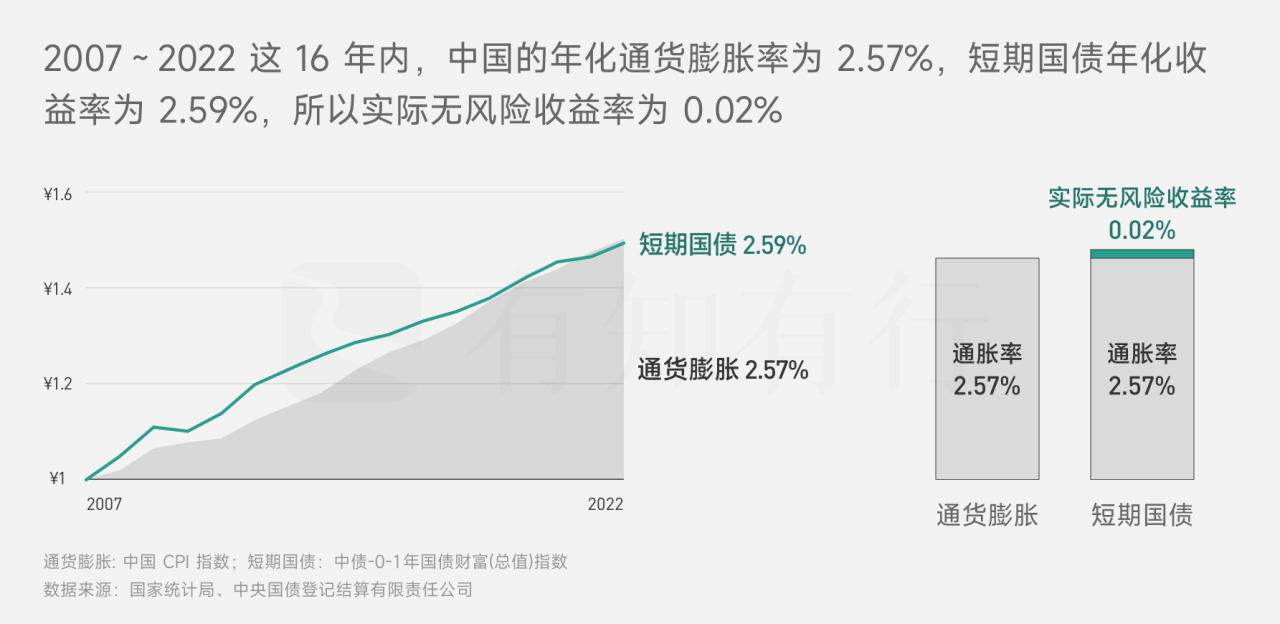 2007 ~ 2022 这 16 年内，中国的年化通货膨胀率为 2.57%，短期国债年化收
益率为 2.59%，所以实际无风险收益率为 0.02%
¥1.6
¥1.4
¥1.2
¥1
2007
2022
短期国债 2.59%
通货膨胀 2.57%
有知有行
实际无风险收益率
0.02%
通胀率
2.57%
通胀率
2.57%
通货膨胀
短期国债
通货膨胀: 中国 CPI 指数；短期国债：中债-0-1年国债财富(总值)指数
数据来源：国家统计局、中央国债登记结算有限责任公司